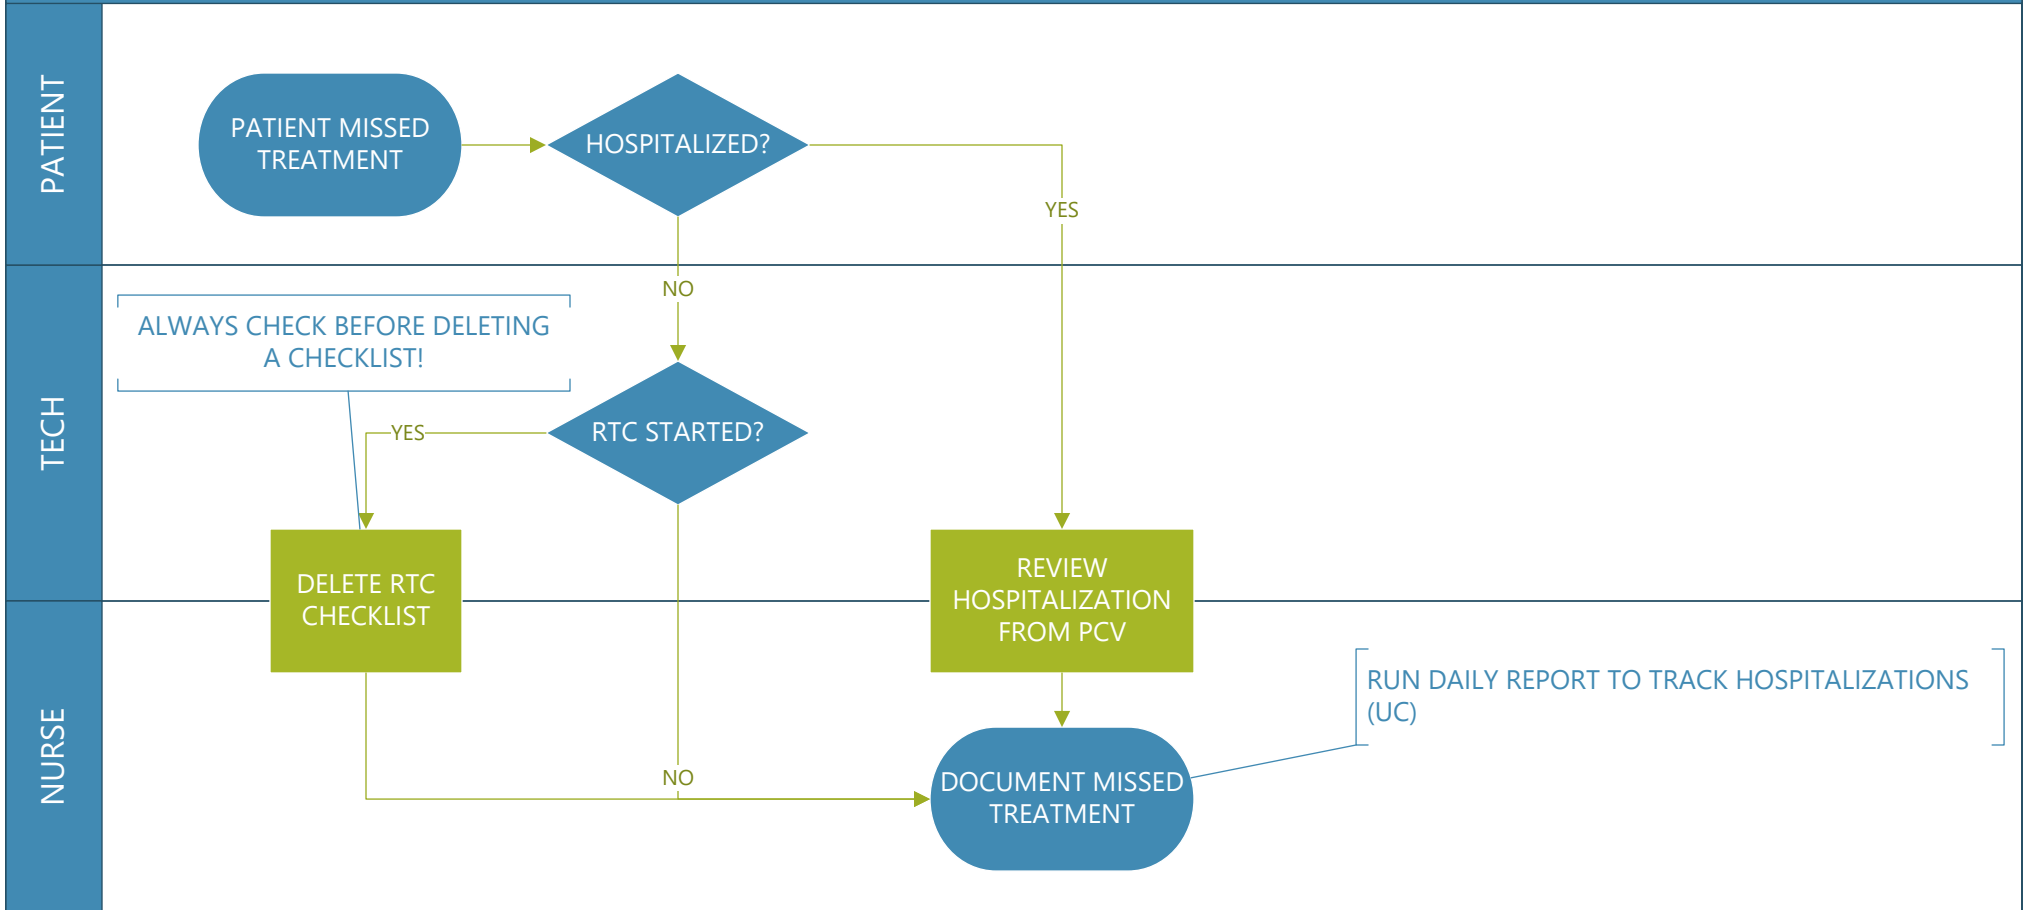 PATIENT
PATIENT MISSED
TREATMENT
HOSPITALIZED?
YES
NO
TECH
ALWAYS CHECK BEFORE DELETING
A CHECKLIST!
RTC STARTED?
YES
DELETE RTC
CHECKLIST
REVIEW
HOSPITALIZATION
FROM PCV
NURSE
RUN DAILY REPORT TO TRACK HOSPITALIZATIONS
(UC)
NO
DOCUMENT MISSED
TREATMENT